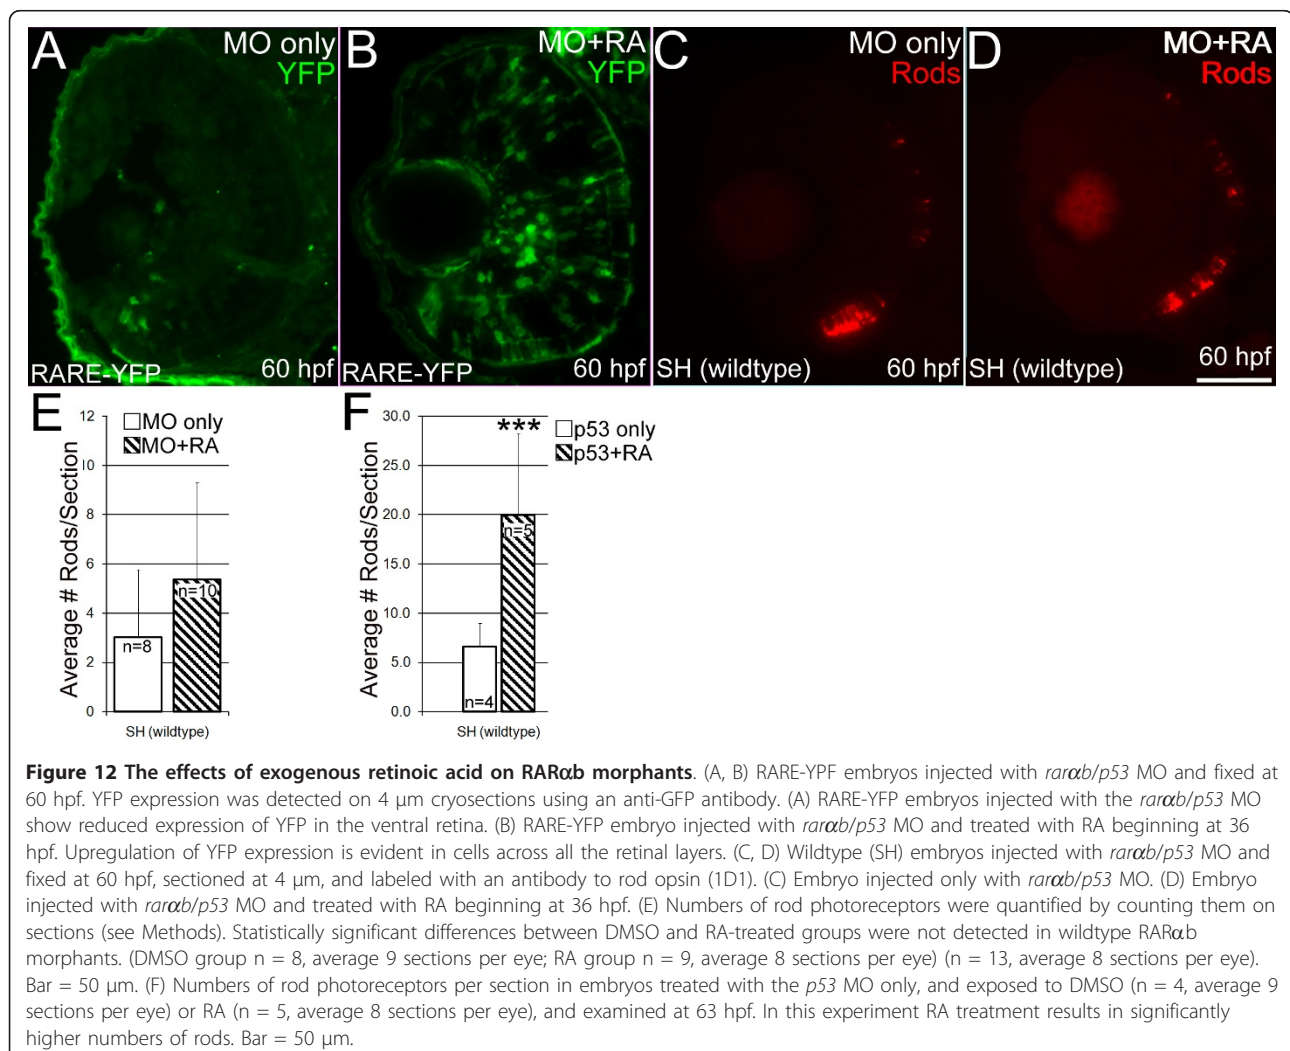 A
MO only
YFP
RARE-YFP
60 hpf
B
MO+RA
YFP
RARE-YFP
60 hpf
C
MO only
Rods
SH (wildtype)
60 hpf
D
MO+RA
Rods
SH (wildtype)
60 hpf
E
MO only
MO+RA
Average # Rods/Section
12
10
8
6
4
2
0
n=8
n=10
SH (wildtype)
F
p53 only
p53+RA
Average # Rods/Section
30.0
25.0
20.0
15.0
10.0
5.0
0.0
***
n=4
n=5
SH (wildtype)
Figure 12 The effects of exogenous retinoic acid on RARαb morphants. (A, B) RARE-YPF embryos injected with rarαb/p53 MO and fixed at
60 hpf. YFP expression was detected on 4 μm cryosections using an anti-GFP antibody. (A) RARE-YFP embryos injected with the rarαb/p53 MO
show reduced expression of YFP in the ventral retina. (B) RARE-YFP embryo injected with rarαb/p53 MO and treated with RA beginning at 36
hpf. Upregulation of YFP expression is evident in cells across all the retinal layers. (C, D) Wildtype (SH) embryos injected with rarαb/p53 MO and
fixed at 60 hpf, sectioned at 4 μm, and labeled with an antibody to rod opsin (1D1). (C) Embryo injected only with rarαb/p53 MO. (D) Embryo
injected with rarαb/p53 MO and treated with RA beginning at 36 hpf. (E) Numbers of rod photoreceptors were quantified by counting them on
sections (see Methods). Statistically significant differences between DMSO and RA-treated groups were not detected in wildtype RARαb
morphants. (DMSO group n = 8, average 9 sections per eye; RA group n = 9, average 8 sections per eye) (n = 13, average 8 sections per eye).
Bar = 50 μm. (F) Numbers of rod photoreceptors per section in embryos treated with the p53 MO only, and exposed to DMSO (n = 4, average 9
sections per eye) or RA (n = 5, average 8 sections per eye), and examined at 63 hpf. In this experiment RA treatment results in significantly
higher numbers of rods. Bar = 50 μm.